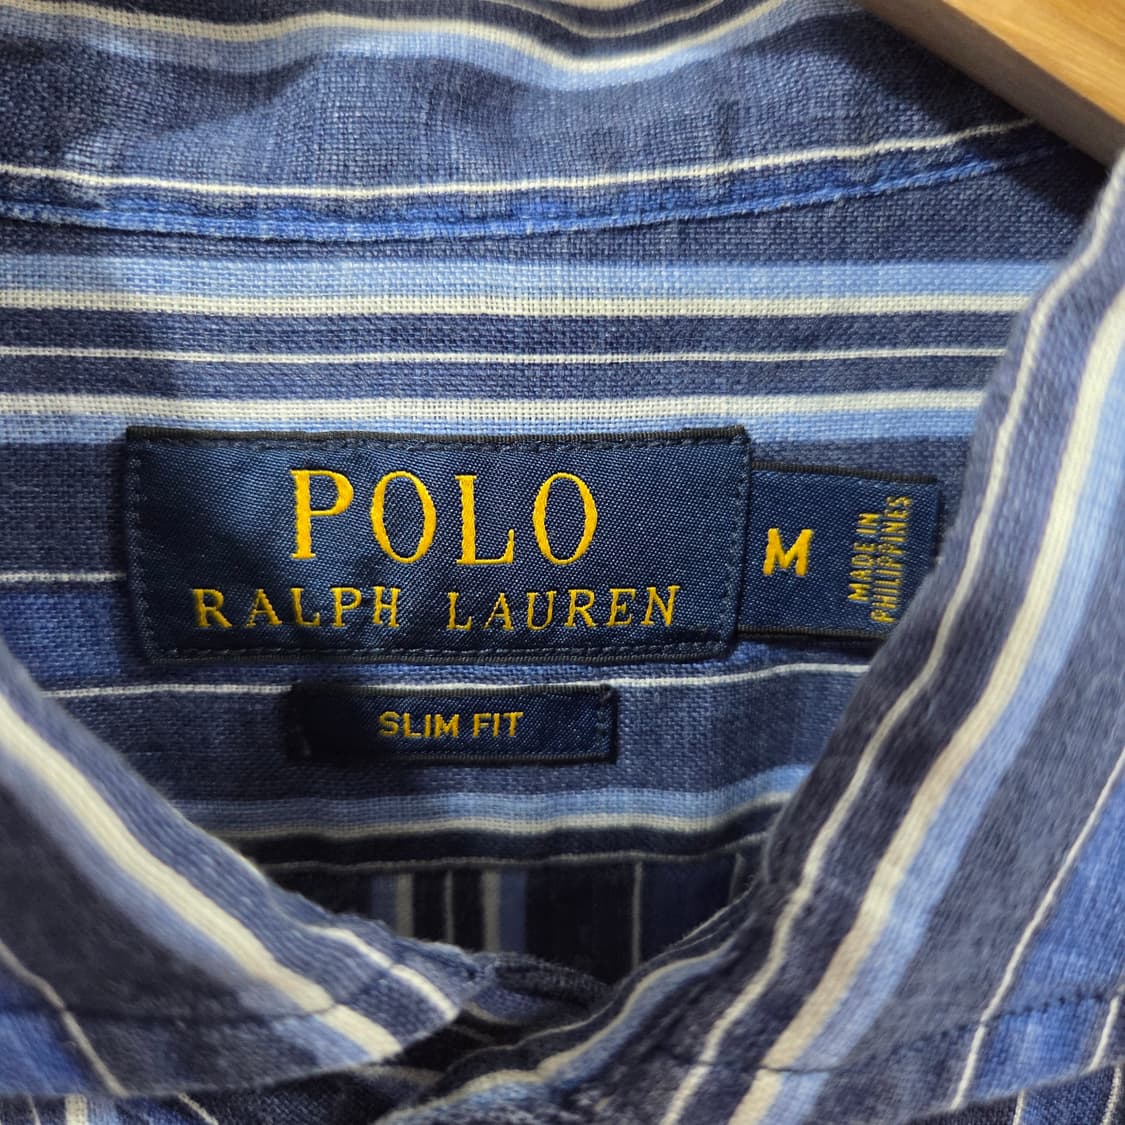 POLO
RALPH LAUREN
M
MADE IN
PHILIPPINES
SLIM FIT